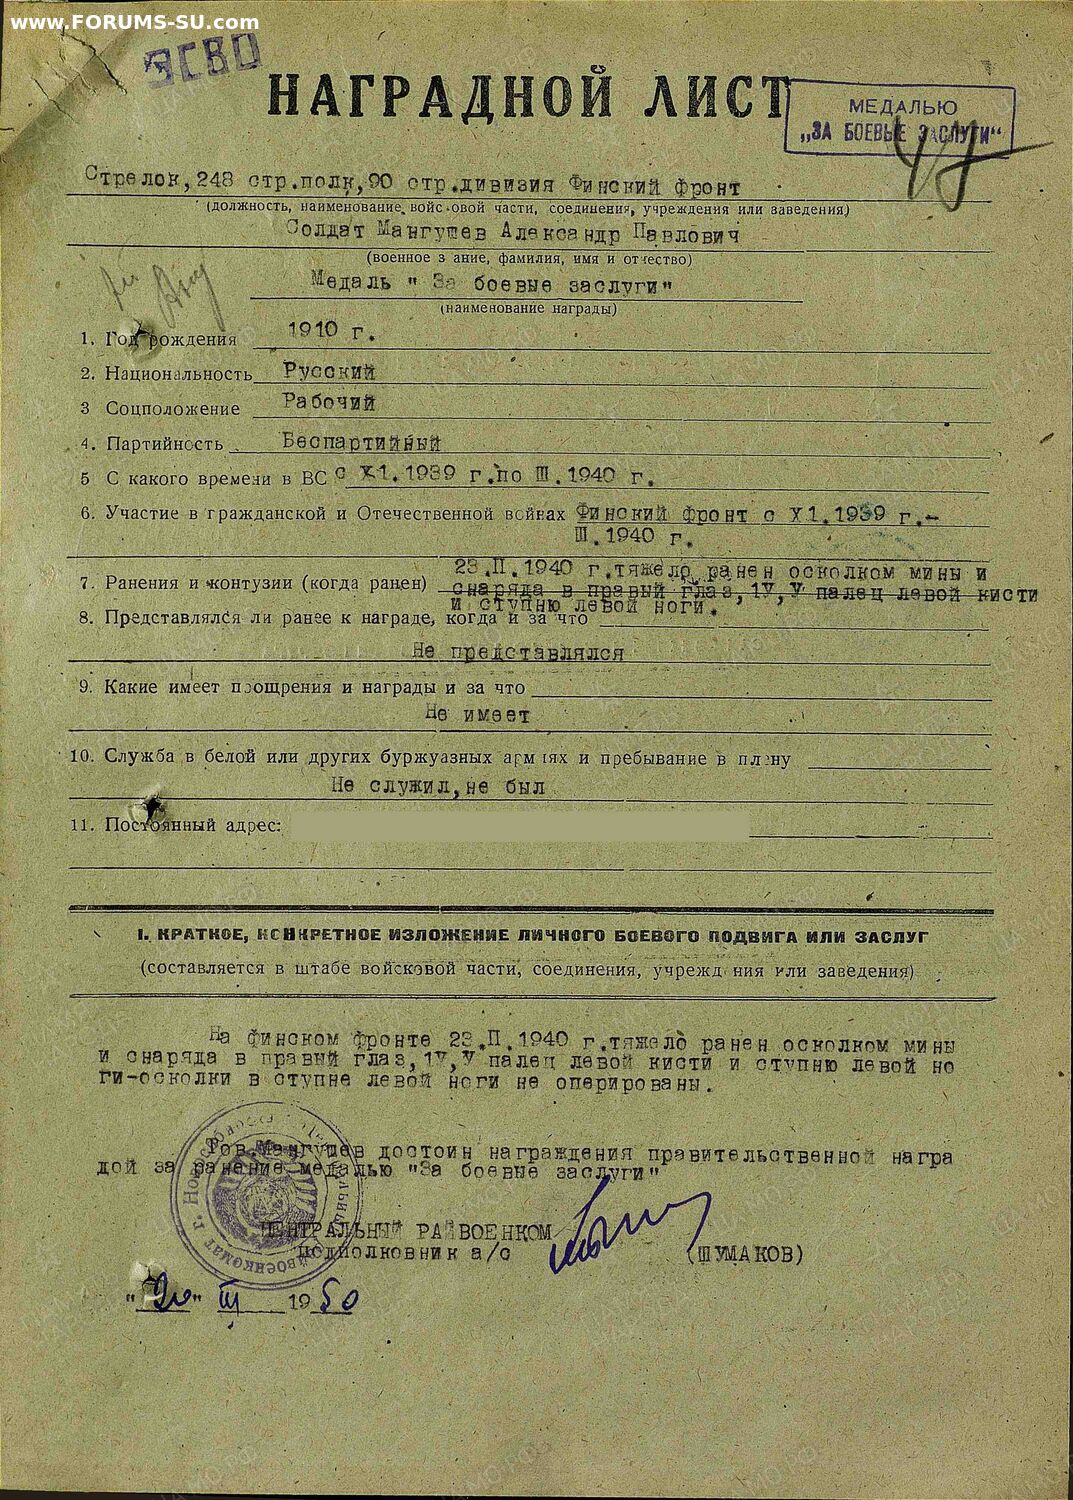 www.FORUMS-SU.com
ЗСВО
НАГРАДНОЙ ЛИСТ
МЕДАЛЬЮ
„ЗА БОЕВЫЕ ЗАСЛУГИ“
Стрелок, 248 стр.полк, 90 стр.дивизия Финский фронт
(должность, наименование войсковой части, соединения, учреждения или заведения)
Солдат Мангушев Александр Павлович
(военное звание, фамилия, имя и отчество)
Медаль " За боевые заслуги"
(наименование награды)
1. Год рождения 1910 г.
2. Национальность Русский
3 Соцположение Рабочий
4. Партийность Беспартийный
5 С какого времени в ВС с X1.1939 г.по Ш.1940 г.
6. Участие в гражданской и Отечественной войнах Финский фронт с X1.1939 г.-
Ш.1940 г.
23.П.1940 г.тяжело ранен осколком мины и
7. Ранения и контузии (когда ранен) снаряда в правый глаз, 1У, У палец левой кисти
и ступню левой ноги.
8. Представлялся ли ранее к награде, когда и за что
Не представлялся
9. Какие имеет поощрения и награды и за что
Не имеет
10. Служба в белой или других буржуазных армиях и пребывание в плену
Не служил, не был
11. Постоянный адрес:
I. КРАТКОЕ, КОНКРЕТНОЕ ИЗЛОЖЕНИЕ ЛИЧНОГО БОЕВОГО ПОДВИГА ИЛИ ЗАСЛУГ
(составляется в штабе войсковой части, соединения, учреждения или заведения)
На финском фронте 23.П.1940 г.тяжело ранен осколком мины
и снаряда в правый глаз, 1У, У палец левой кисти и ступню левой но
ги-осколки в ступне левой ноги не оперированы.
Тов.Мангушев достоин награждения правительственной награ
дой за ранение медалью "За боевые заслуги"
ЦЕНТРАЛЬНЫЙ РАЙВОЕНКОМ
подполковник а/с (ШУМАКОВ)
"20" III 1950